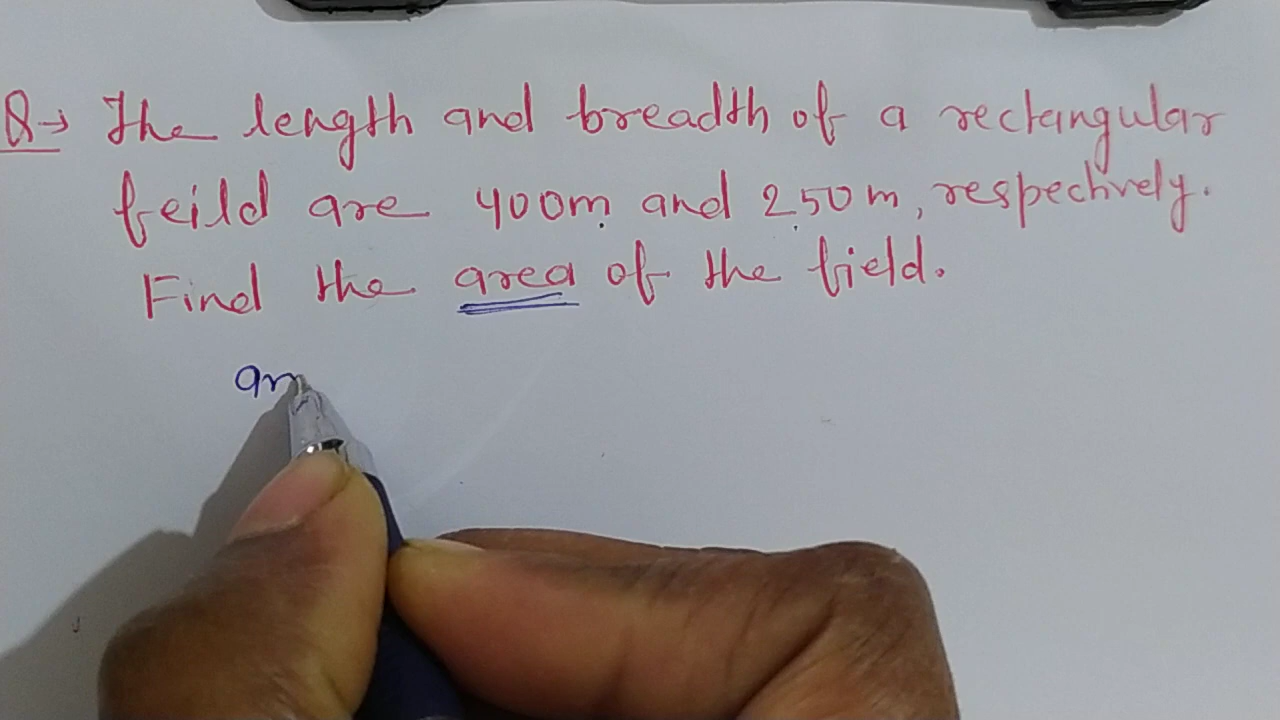 Q→ The length and breadth of a rectangular
feild are 400m and 250m, respectively.
Find the area of the field.